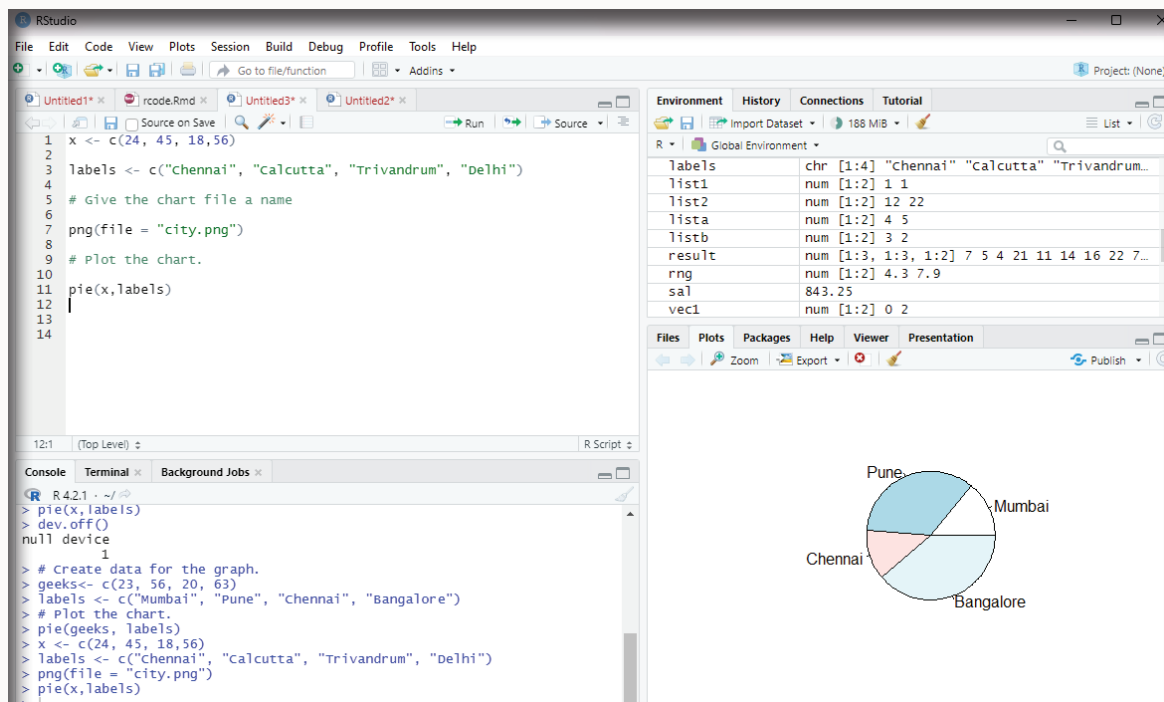 RStudio
File Edit Code View Plots Session Build Debug Profile Tools Help
Go to file/function Addins Project: (None)
Untitled1* rcode.Rmd Untitled3* Untitled2*
Source on Save Run Source
1 x <- c(24, 45, 18,56)
2
3 labels <- c("Chennai", "Calcutta", "Trivandrum", "Delhi")
4
5 # Give the chart file a name
6
7 png(file = "city.png")
8
9 # Plot the chart.
10
11 pie(x,labels)
12
13
14
12:1 (Top Level) R Script
Console Terminal Background Jobs
R 4.2.1 · ~/
> pie(x,labels)
> dev.off()
null device
1
> # Create data for the graph.
> geeks<- c(23, 56, 20, 63)
> labels <- c("Mumbai", "Pune", "Chennai", "Bangalore")
> # Plot the chart.
> pie(geeks, labels)
> x <- c(24, 45, 18,56)
> labels <- c("Chennai", "Calcutta", "Trivandrum", "Delhi")
> png(file = "city.png")
> pie(x,labels)
Environment History Connections Tutorial
Import Dataset 188 MiB List
R Global Environment
labels chr [1:4] "Chennai" "Calcutta" "Trivandrum…
list1 num [1:2] 1 1
list2 num [1:2] 12 22
lista num [1:2] 4 5
listb num [1:2] 3 2
result num [1:3, 1:3, 1:2] 7 5 4 21 11 14 16 22 7…
rng num [1:2] 4.3 7.9
sal 843.25
vec1 num [1:2] 0 2
Files Plots Packages Help Viewer Presentation
Zoom Export Publish
Pune
Mumbai
Chennai
Bangalore